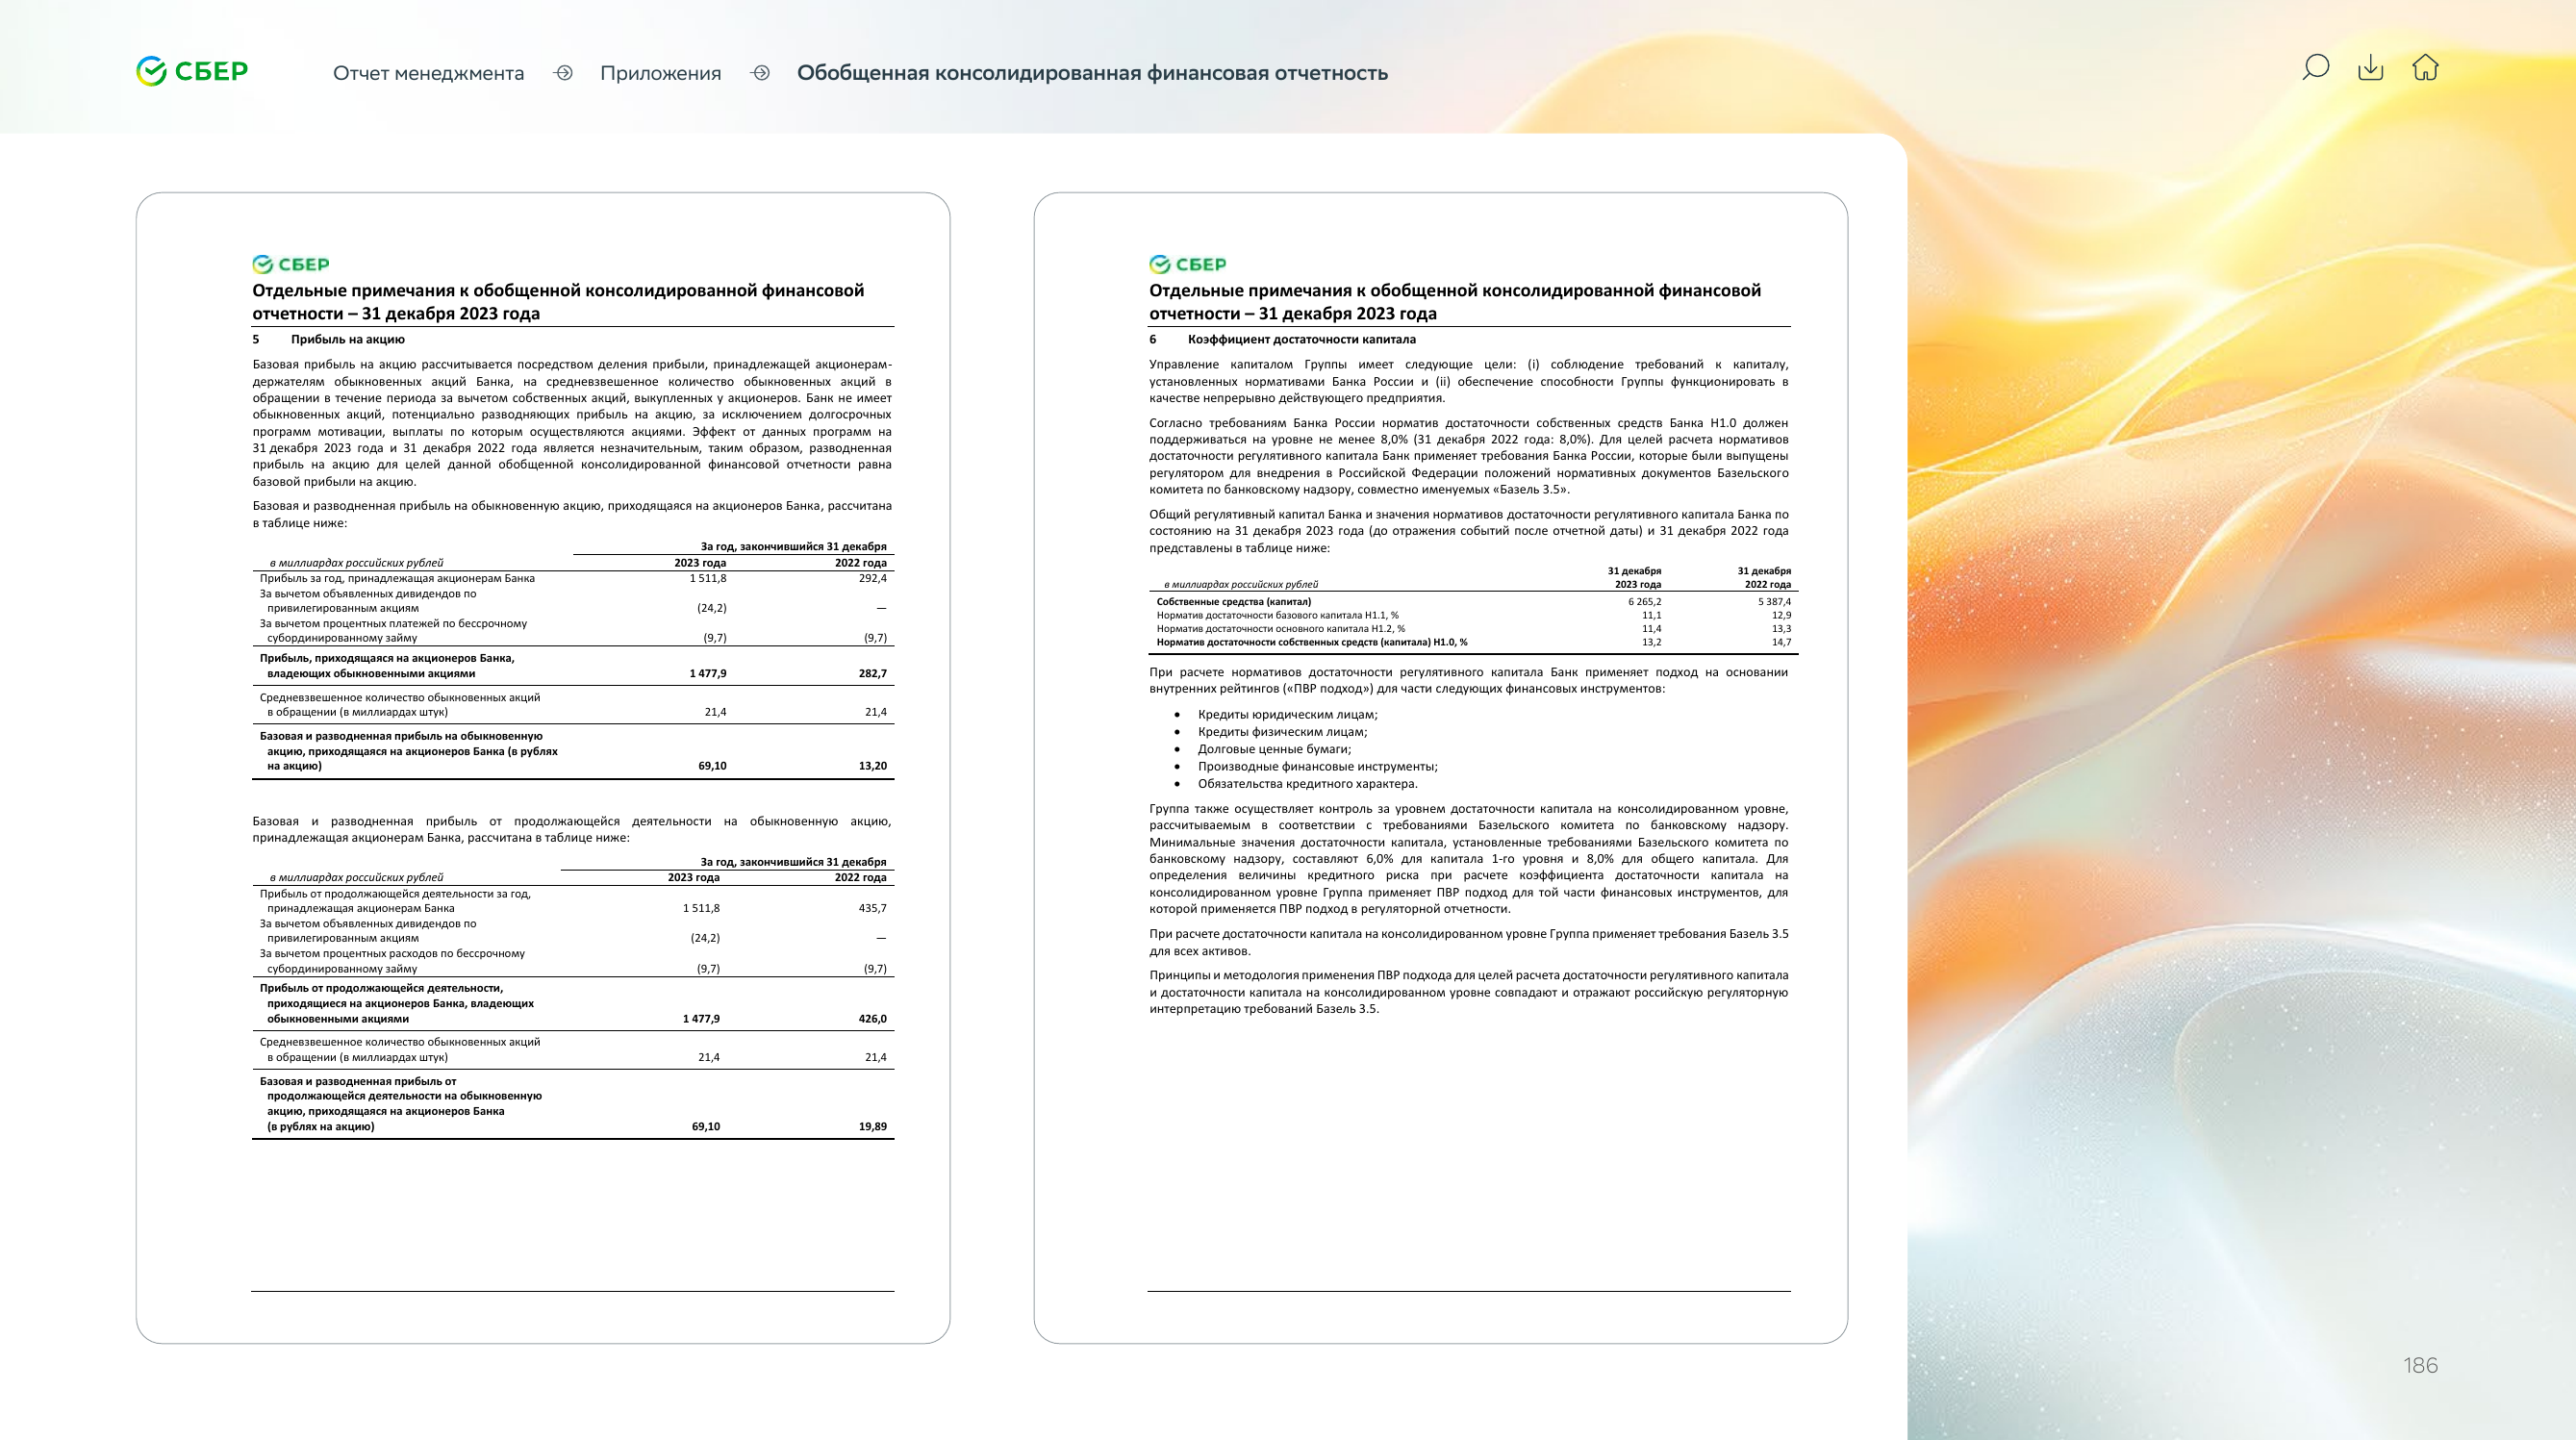 СБЕР
Отчет менеджмента
Приложения
Обобщенная консолидированная финансовая отчетность
СБЕР
Отдельные примечания к обобщенной консолидированной финансовой
отчетности – 31 декабря 2023 года
5 Прибыль на акцию
Базовая прибыль на акцию рассчитывается посредством деления прибыли, принадлежащей акционерам-
держателям обыкновенных акций Банка, на средневзвешенное количество обыкновенных акций в
обращении в течение периода за вычетом собственных акций, выкупленных у акционеров. Банк не имеет
обыкновенных акций, потенциально разводняющих прибыль на акцию, за исключением долгосрочных
программ мотивации, выплаты по которым осуществляются акциями. Эффект от данных программ на
31 декабря 2023 года и 31 декабря 2022 года является незначительным, таким образом, разводненная
прибыль на акцию для целей данной обобщенной консолидированной финансовой отчетности равна
базовой прибыли на акцию.
Базовая и разводненная прибыль на обыкновенную акцию, приходящаяся на акционеров Банка, рассчитана
в таблице ниже:
За год, закончившийся 31 декабря
в миллиардах российских рублей 2023 года 2022 года
Прибыль за год, принадлежащая акционерам Банка 1 511,8 292,4
За вычетом объявленных дивидендов по
привилегированным акциям (24,2) —
За вычетом процентных платежей по бессрочному
субординированному займу (9,7) (9,7)
Прибыль, приходящаяся на акционеров Банка,
владеющих обыкновенными акциями 1 477,9 282,7
Средневзвешенное количество обыкновенных акций
в обращении (в миллиардах штук) 21,4 21,4
Базовая и разводненная прибыль на обыкновенную
акцию, приходящаяся на акционеров Банка (в рублях
на акцию) 69,10 13,20
Базовая и разводненная прибыль от продолжающейся деятельности на обыкновенную акцию,
принадлежащая акционерам Банка, рассчитана в таблице ниже:
За год, закончившийся 31 декабря
в миллиардах российских рублей 2023 года 2022 года
Прибыль от продолжающейся деятельности за год,
принадлежащая акционерам Банка 1 511,8 435,7
За вычетом объявленных дивидендов по
привилегированным акциям (24,2) —
За вычетом процентных расходов по бессрочному
субординированному займу (9,7) (9,7)
Прибыль от продолжающейся деятельности,
приходящиеся на акционеров Банка, владеющих
обыкновенными акциями 1 477,9 426,0
Средневзвешенное количество обыкновенных акций
в обращении (в миллиардах штук) 21,4 21,4
Базовая и разводненная прибыль от
продолжающейся деятельности на обыкновенную
акцию, приходящаяся на акционеров Банка
(в рублях на акцию) 69,10 19,89
СБЕР
Отдельные примечания к обобщенной консолидированной финансовой
отчетности – 31 декабря 2023 года
6 Коэффициент достаточности капитала
Управление капиталом Группы имеет следующие цели: (i) соблюдение требований к капиталу,
установленных нормативами Банка России и (ii) обеспечение способности Группы функционировать в
качестве непрерывно действующего предприятия.
Согласно требованиям Банка России норматив достаточности собственных средств Банка Н1.0 должен
поддерживаться на уровне не менее 8,0% (31 декабря 2022 года: 8,0%). Для целей расчета нормативов
достаточности регулятивного капитала Банк применяет требования Банка России, которые были выпущены
регулятором для внедрения в Российской Федерации положений нормативных документов Базельского
комитета по банковскому надзору, совместно именуемых «Базель 3.5».
Общий регулятивный капитал Банка и значения нормативов достаточности регулятивного капитала Банка по
состоянию на 31 декабря 2023 года (до отражения событий после отчетной даты) и 31 декабря 2022 года
представлены в таблице ниже:
31 декабря 31 декабря
в миллиардах российских рублей 2023 года 2022 года
Собственные средства (капитал) 6 265,2 5 387,4
Норматив достаточности базового капитала Н1.1, % 11,1 12,9
Норматив достаточности основного капитала Н1.2, % 11,4 13,3
Норматив достаточности собственных средств (капитала) Н1.0, % 13,2 14,7
При расчете нормативов достаточности регулятивного капитала Банк применяет подход на основании
внутренних рейтингов («ПВР подход») для части следующих финансовых инструментов:
• Кредиты юридическим лицам;
• Кредиты физическим лицам;
• Долговые ценные бумаги;
• Производные финансовые инструменты;
• Обязательства кредитного характера.
Группа также осуществляет контроль за уровнем достаточности капитала на консолидированном уровне,
рассчитываемым в соответствии с требованиями Базельского комитета по банковскому надзору.
Минимальные значения достаточности капитала, установленные требованиями Базельского комитета по
банковскому надзору, составляют 6,0% для капитала 1-го уровня и 8,0% для общего капитала. Для
определения величины кредитного риска при расчете коэффициента достаточности капитала на
консолидированном уровне Группа применяет ПВР подход для той части финансовых инструментов, для
которой применяется ПВР подход в регуляторной отчетности.
При расчете достаточности капитала на консолидированном уровне Группа применяет требования Базель 3.5
для всех активов.
Принципы и методология применения ПВР подхода для целей расчета достаточности регулятивного капитала
и достаточности капитала на консолидированном уровне совпадают и отражают российскую регуляторную
интерпретацию требований Базель 3.5.
186